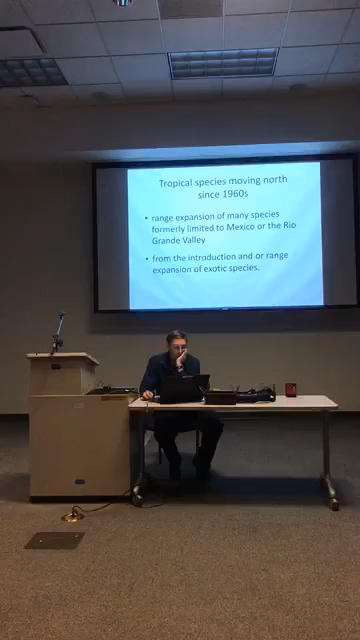 Tropical species moving north
since 1960s
• range expansion of many species
formerly limited to Mexico or the Rio
Grande Valley
• from the introduction and or range
expansion of exotic species.